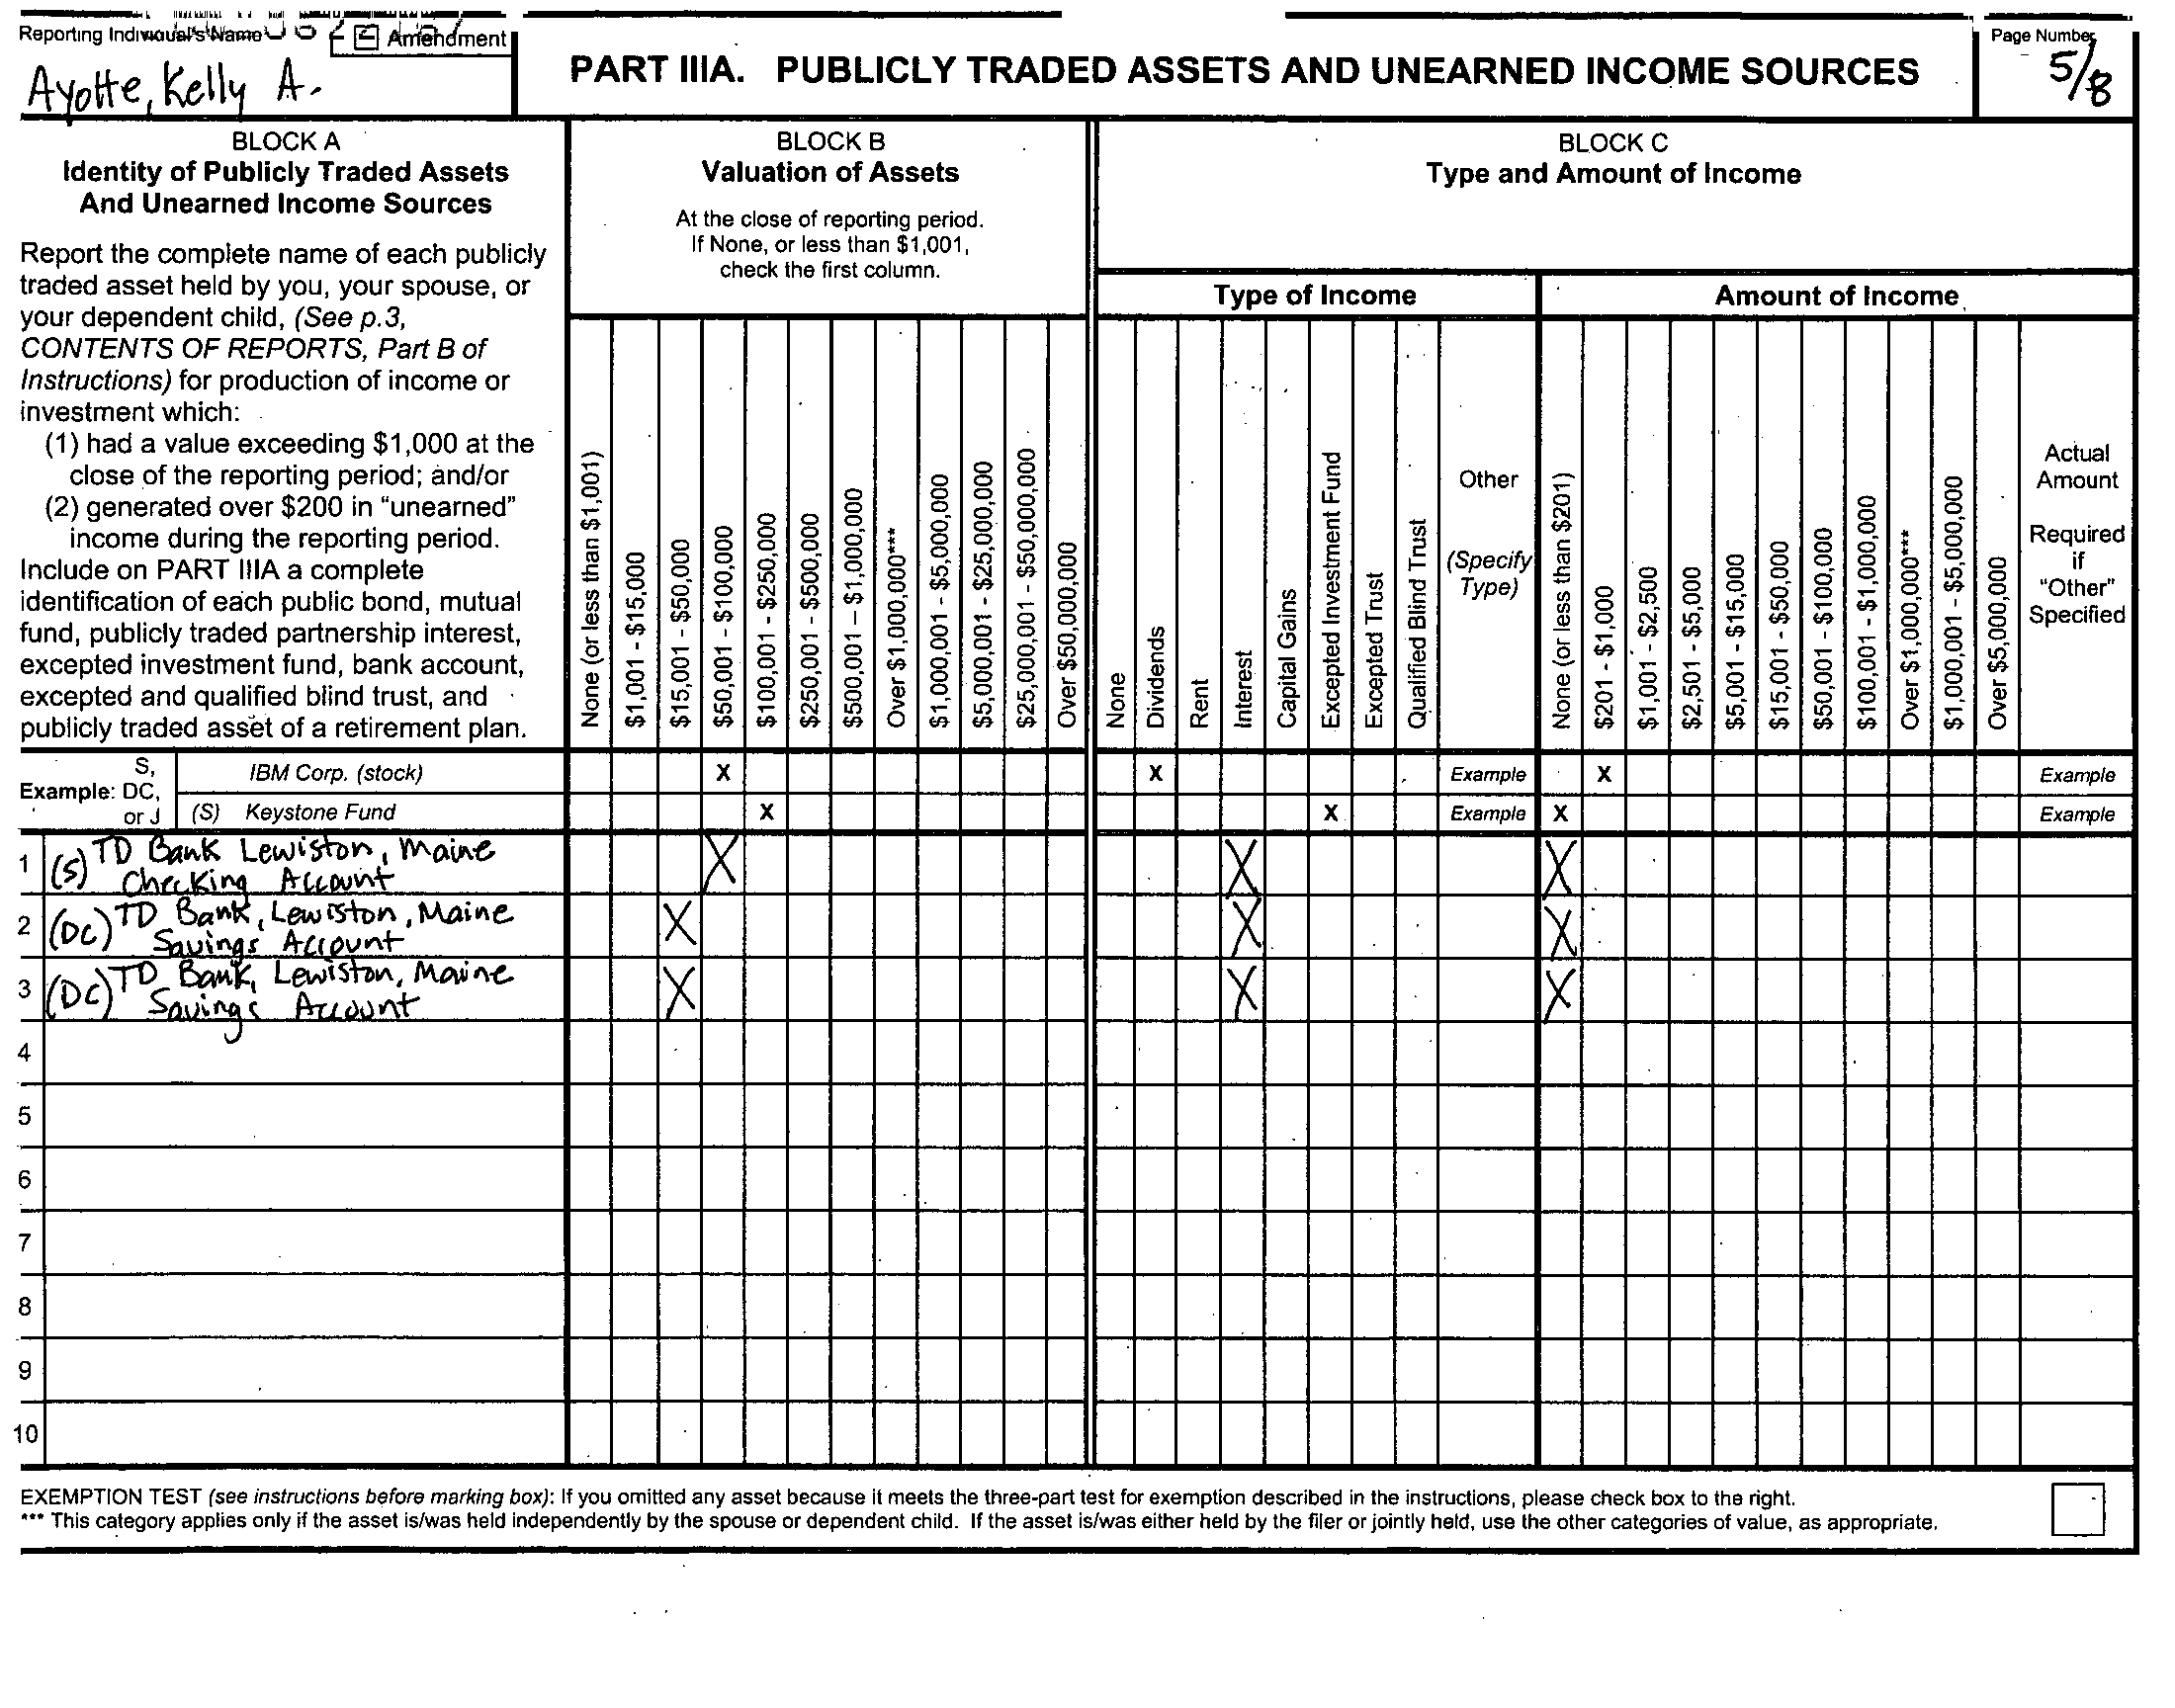 Reporting Individual's Name
Amendment
Ayotte, Kelly A.
PART IIIA. PUBLICLY TRADED ASSETS AND UNEARNED INCOME SOURCES
Page Number
5/8
BLOCK A
Identity of Publicly Traded Assets
And Unearned Income Sources
Report the complete name of each publicly
traded asset held by you, your spouse, or
your dependent child, (See p.3,
CONTENTS OF REPORTS, Part B of
Instructions) for production of income or
investment which:
(1) had a value exceeding $1,000 at the
close of the reporting period; and/or
(2) generated over $200 in “unearned”
income during the reporting period.
Include on PART IIIA a complete
identification of each public bond, mutual
fund, publicly traded partnership interest,
excepted investment fund, bank account,
excepted and qualified blind trust, and
publicly traded asset of a retirement plan.
BLOCK B
Valuation of Assets
At the close of reporting period.
If None, or less than $1,001,
check the first column.
None (or less than $1,001)
$1,001 - $15,000
$15,001 - $50,000
$50,001 - $100,000
$100,001 - $250,000
$250,001 - $500,000
$500,001 – $1,000,000
Over $1,000,000***
$1,000,001 - $5,000,000
$5,000,001 - $25,000,000
$25,000,001 - $50,000,000
Over $50,000,000
BLOCK C
Type and Amount of Income
Type of Income
None
Dividends
Rent
Interest
Capital Gains
Excepted Investment Fund
Excepted Trust
Qualified Blind Trust
Other
(Specify
Type)
Amount of Income
None (or less than $201)
$201 - $1,000
$1,001 - $2,500
$2,501 - $5,000
$5,001 - $15,000
$15,001 - $50,000
$50,001 - $100,000
$100,001 - $1,000,000
Over $1,000,000***
$1,000,001 - $5,000,000
Over $5,000,000
Actual
Amount
Required
if
“Other”
Specified
Example: S, DC, or J
IBM Corp. (stock) X X Example X Example
(S) Keystone Fund X X Example X Example
1 (S) TD Bank Lewiston, Maine
Checking Account X X X
2 (DC) TD Bank, Lewiston, Maine
Savings Account X X X
3 (DC) TD Bank, Lewiston, Maine
Savings Account X X X
4
5
6
7
8
9
10
EXEMPTION TEST (see instructions before marking box): If you omitted any asset because it meets the three-part test for exemption described in the instructions, please check box to the right.
*** This category applies only if the asset is/was held independently by the spouse or dependent child. If the asset is/was either held by the filer or jointly held, use the other categories of value, as appropriate.